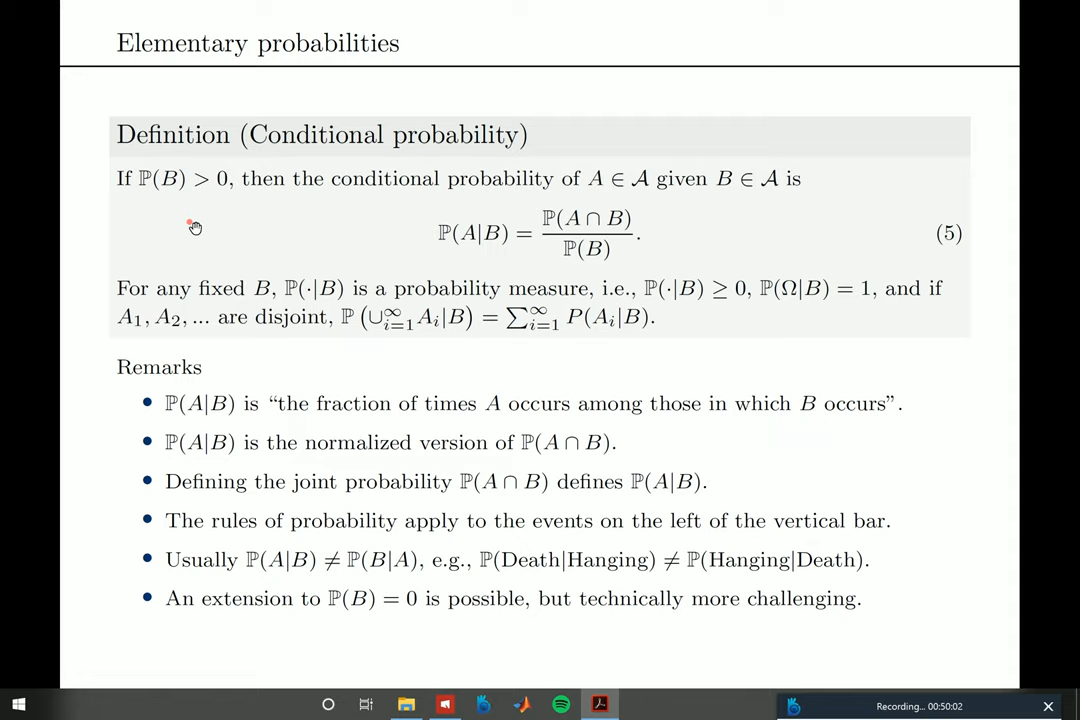 Elementary probabilities
Definition (Conditional probability)
If ℙ(B) > 0, then the conditional probability of A ∈ 𝒜 given B ∈ 𝒜 is
ℙ(A|B) = ℙ(A ∩ B) / ℙ(B). (5)
For any fixed B, ℙ(·|B) is a probability measure, i.e., ℙ(·|B) ≥ 0, ℙ(Ω|B) = 1, and if
A₁, A₂, ... are disjoint, ℙ (∪_{i=1}^∞ A_i|B) = ∑_{i=1}^∞ P(A_i|B).
Remarks
• ℙ(A|B) is “the fraction of times A occurs among those in which B occurs”.
• ℙ(A|B) is the normalized version of ℙ(A ∩ B).
• Defining the joint probability ℙ(A ∩ B) defines ℙ(A|B).
• The rules of probability apply to the events on the left of the vertical bar.
• Usually ℙ(A|B) ≠ ℙ(B|A), e.g., ℙ(Death|Hanging) ≠ ℙ(Hanging|Death).
• An extension to ℙ(B) = 0 is possible, but technically more challenging.
Recording... 00:50:02